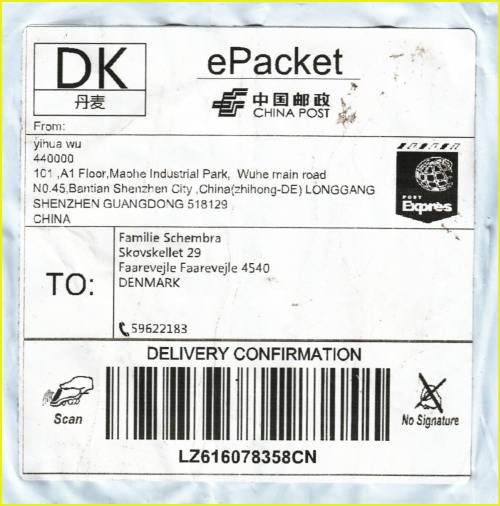 DK
丹麦
ePacket
中国邮政
CHINA POST
From:
yihua wu
440000
101 ,A1 Floor,Maohe Industrial Park, Wuhe main road
N0.45,Bantian Shenzhen City ,China(zhihong-DE) LONGGANG
SHENZHEN GUANGDONG 518129
CHINA
POST
Exprès
TO:
Familie Schembra
Skovskellet 29
Faarevejle Faarevejle 4540
DENMARK
59622183
DELIVERY CONFIRMATION
Scan
No Signature
LZ616078358CN